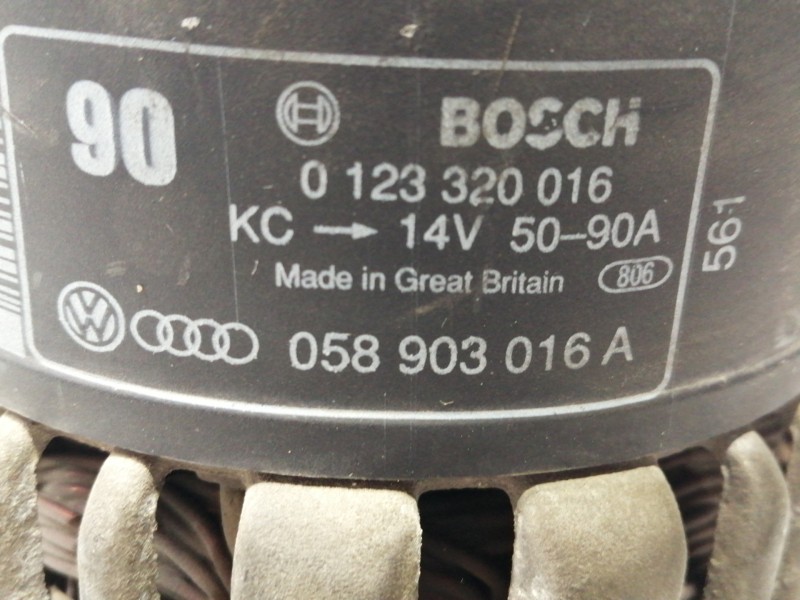 90
BOSCH
0 123 320 016
KC → 14V 50–90A
Made in Great Britain 806
VW 058 903 016 A
561